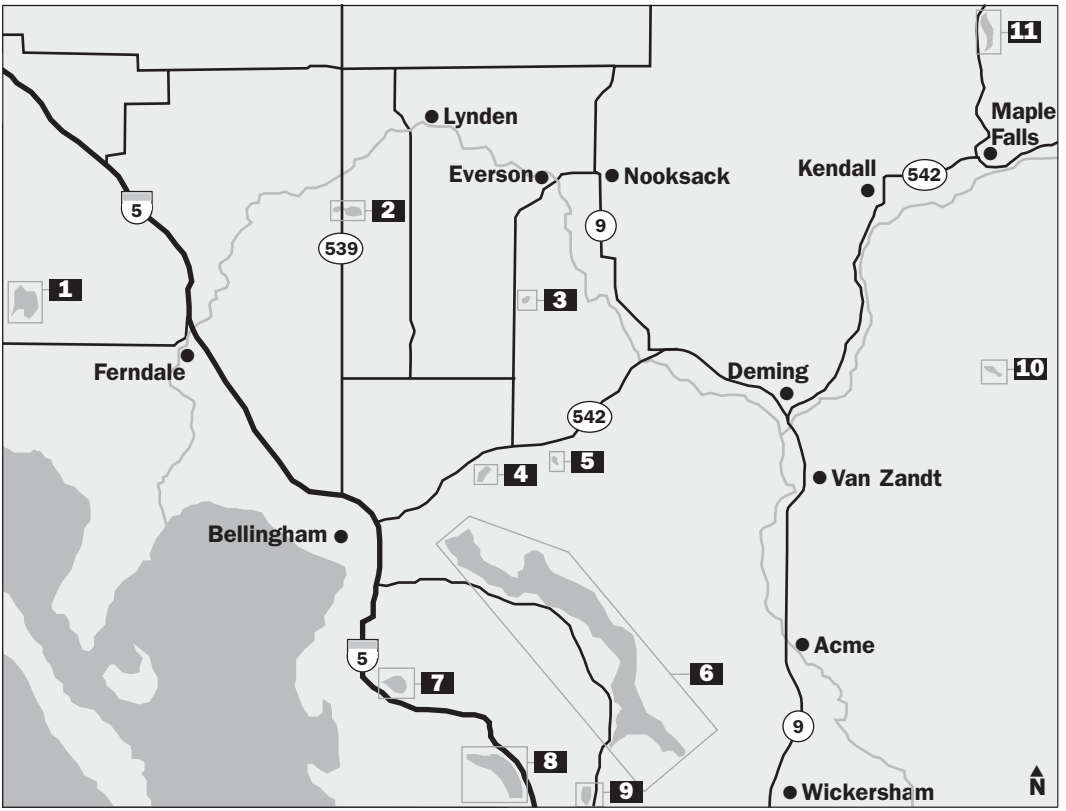 11
Maple
Falls
Lynden
Kendall
542
Everson
Nooksack
5
2
9
539
1
3
Ferndale
Deming
10
542
4
5
Van Zandt
Bellingham
Acme
5
6
7
9
8
9
Wickersham
N